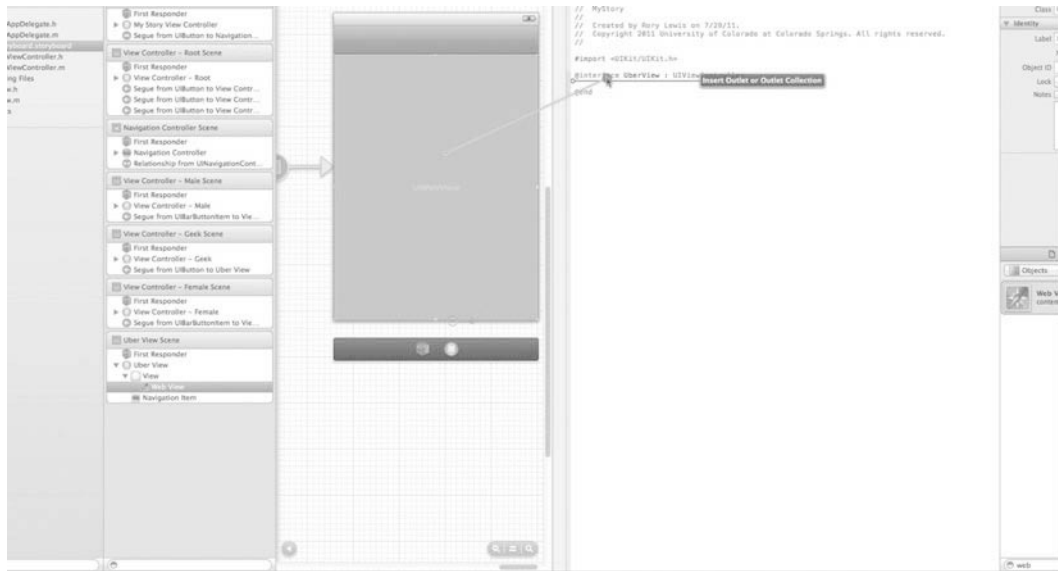 AppDelegate.h
AppDelegate.m
ViewController.h
ViewController.m
First Responder
My Story View Controller
Segue from UIButton to Navigation...
View Controller – Root Scene
First Responder
View Controller – Root
Segue from UIButton to View Contr...
Segue from UIButton to View Contr...
Segue from UIButton to View Contr...
Navigation Controller Scene
First Responder
Navigation Controller
Relationship from UINavigationCont...
View Controller – Male Scene
First Responder
View Controller – Male
Segue from UIBarButtonItem to Vie...
View Controller – Geek Scene
First Responder
View Controller – Geek
Segue from UIButton to Uber View
View Controller – Female Scene
First Responder
View Controller – Female
Segue from UIBarButtonItem to Vie...
Uber View Scene
First Responder
Uber View
View
Web View
Navigation Item
// MyStory
//
// Created by Rory Lewis on 7/29/11.
// Copyright 2011 University of Colorado at Colorado Springs. All rights reserved.
//
#import <UIKit/UIKit.h>
@interface UberView :
Insert Outlet or Outlet Collection
@end
Class
Identity
Label
Object ID
Lock
Notes
Objects
Web V
conten
web